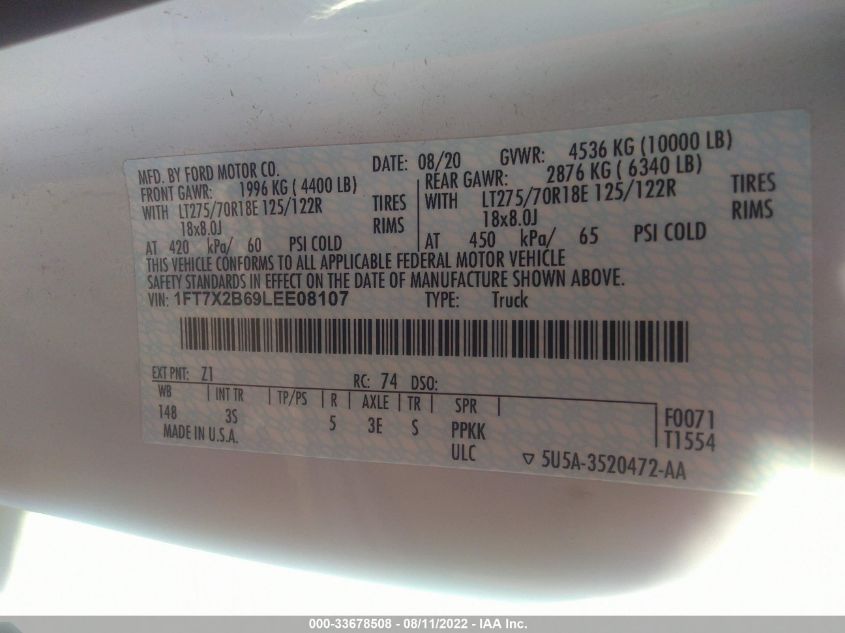 MFD. BY FORD MOTOR CO. DATE: 08/20 GVWR: 4536 KG (10000 LB)
FRONT GAWR: 1996 KG (4400 LB) REAR GAWR: 2876 KG (6340 LB)
WITH LT275/70R18E 125/122R TIRES WITH LT275/70R18E 125/122R TIRES
18x8.0J RIMS 18x8.0J RIMS
AT 420 kPa/ 60 PSI COLD AT 450 kPa/ 65 PSI COLD
THIS VEHICLE CONFORMS TO ALL APPLICABLE FEDERAL MOTOR VEHICLE
SAFETY STANDARDS IN EFFECT ON THE DATE OF MANUFACTURE SHOWN ABOVE.
VIN: 1FT7X2B69LEE08107 TYPE: Truck
EXT PNT: Z1 RC: 74 DSO:
WB INT TR TP/PS R AXLE TR SPR F0071
148 3S 5 3E S PPKK T1554
MADE IN U.S.A. ULC ▽ 5U5A-3520472-AA
000-33678508 - 08/11/2022 - IAA Inc.